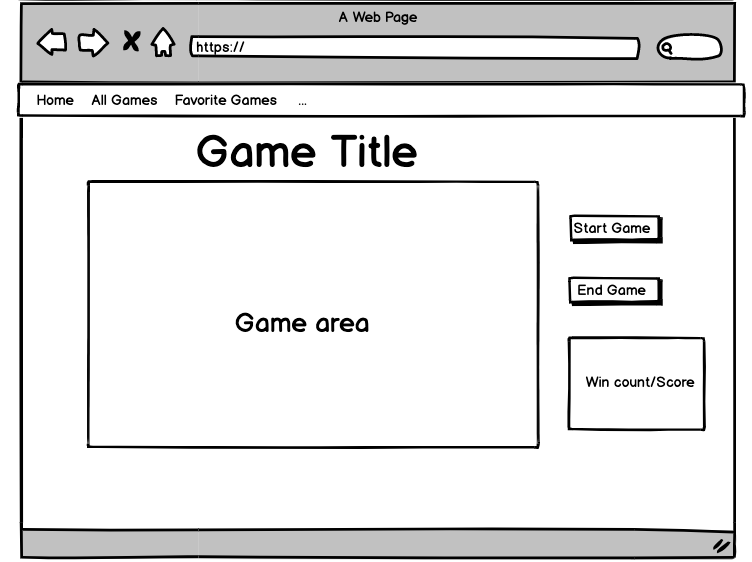 A Web Page
https://
Home All Games Favorite Games ...
Game Title
Start Game
End Game
Game area
Win count/Score